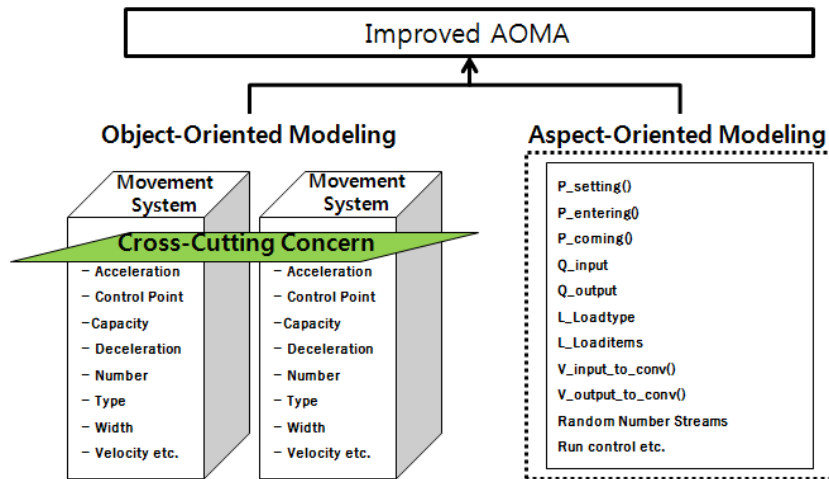 Improved AOMA
Object-Oriented Modeling
Aspect-Oriented Modeling
Movement
System
Movement
System
Cross-Cutting Concern
– Acceleration
– Control Point
–Capacity
– Deceleration
– Number
– Type
– Width
– Velocity etc.
– Acceleration
– Control Point
–Capacity
– Deceleration
– Number
– Type
– Width
– Velocity etc.
P_setting()
P_entering()
P_coming()
Q_input
Q_output
L_Loadtype
L_Loaditems
V_input_to_conv()
V_output_to_conv()
Random Number Streams
Run control etc.